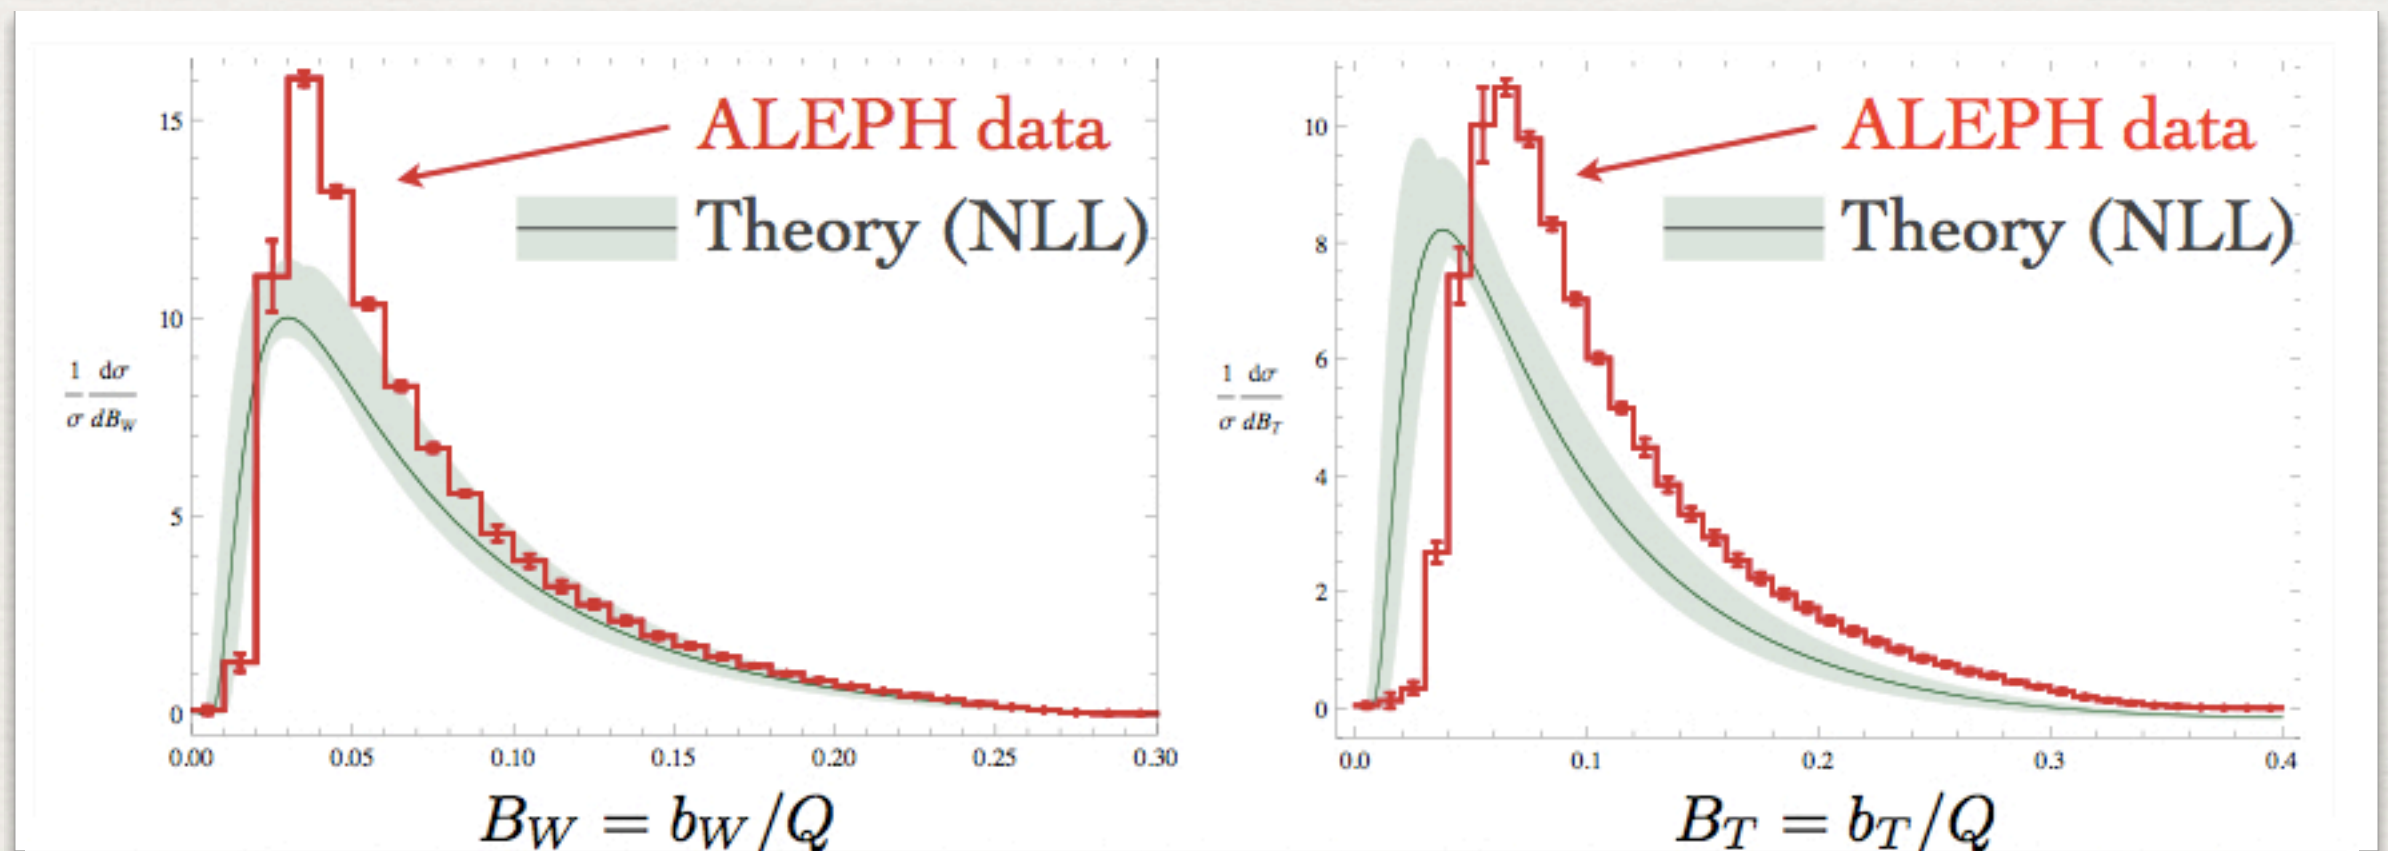 15
10
5
0
1/σ dσ/dB_W
ALEPH data
Theory (NLL)
0.00 0.05 0.10 0.15 0.20 0.25 0.30
B_W = b_W/Q
10
8
6
4
2
0
1/σ dσ/dB_T
ALEPH data
Theory (NLL)
0.0 0.1 0.2 0.3 0.4
B_T = b_T/Q